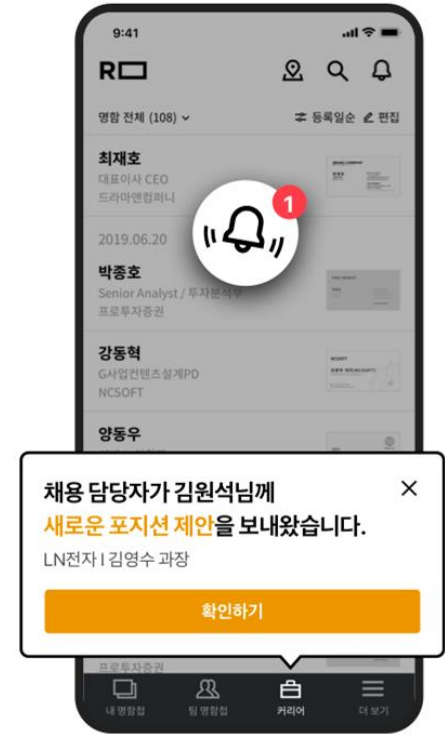 9:41
R
명함 전체 (108)
등록일순 편집
최재호
대표이사 CEO
드라마앤컴퍼니
1
2019.06.20
박종호
Senior Analyst / 투자분석부
프로투자증권
강동혁
G사업컨텐츠설계PD
NCSOFT
NCSOFT
양동우
채용 담당자가 김원석님께
새로운 포지션 제안을 보내왔습니다.
LN전자 I 김영수 과장
확인하기
프로투자증권
내 명함첩
팀 명함첩
커리어
더 보기